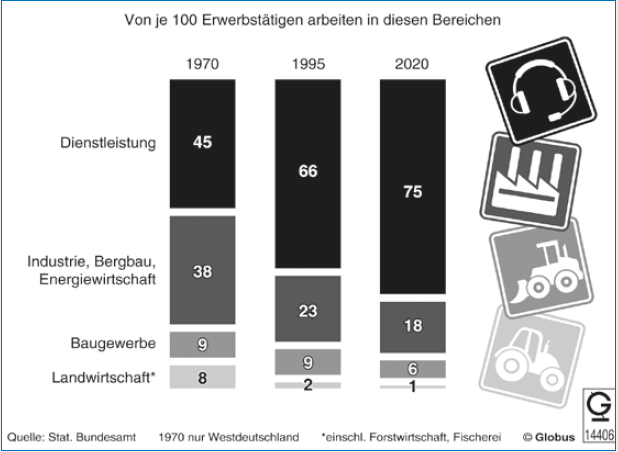 Von je 100 Erwerbstätigen arbeiten in diesen Bereichen
1970 1995 2020
Dienstleistung 45 66 75
Industrie, Bergbau,
Energiewirtschaft 38 23 18
Baugewerbe 9 9 6
Landwirtschaft* 8 2 1
Quelle: Stat. Bundesamt 1970 nur Westdeutschland *einschl. Forstwirtschaft, Fischerei © Globus
G
14406